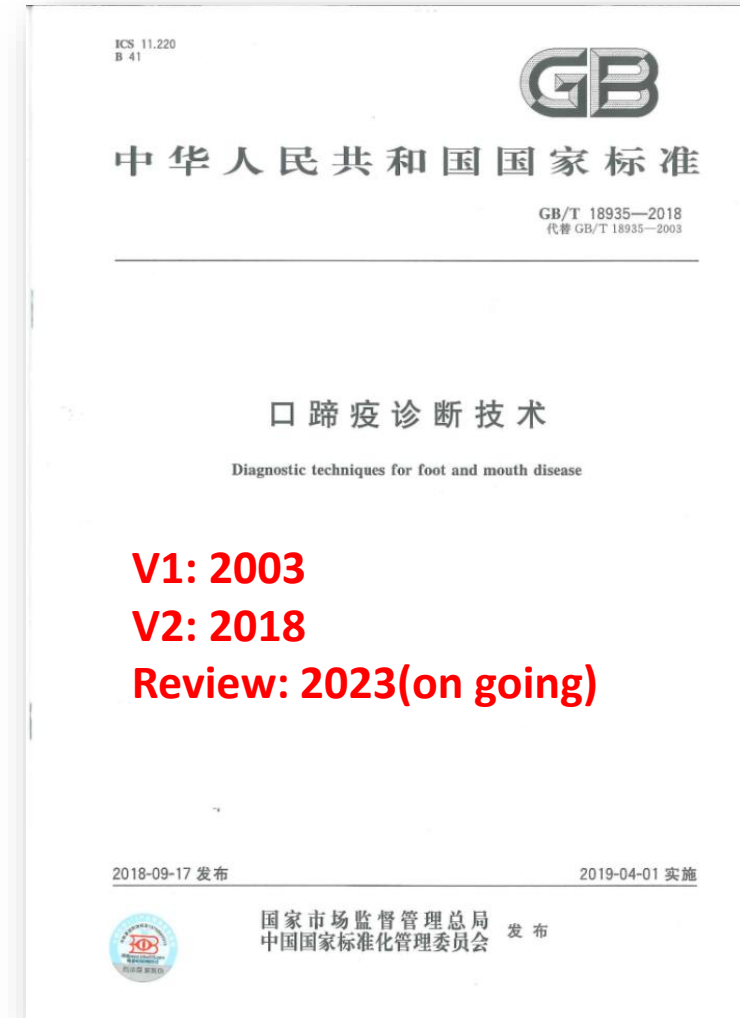 ICS 11.220
B 41
GB
中华人民共和国国家标准
GB/T 18935—2018
代替 GB/T 18935—2003
口蹄疫诊断技术
Diagnostic techniques for foot and mouth disease
V1: 2003
V2: 2018
Review: 2023(on going)
2018-09-17 发布
2019-04-01 实施
国家市场监督管理总局
中国国家标准化管理委员会
发布